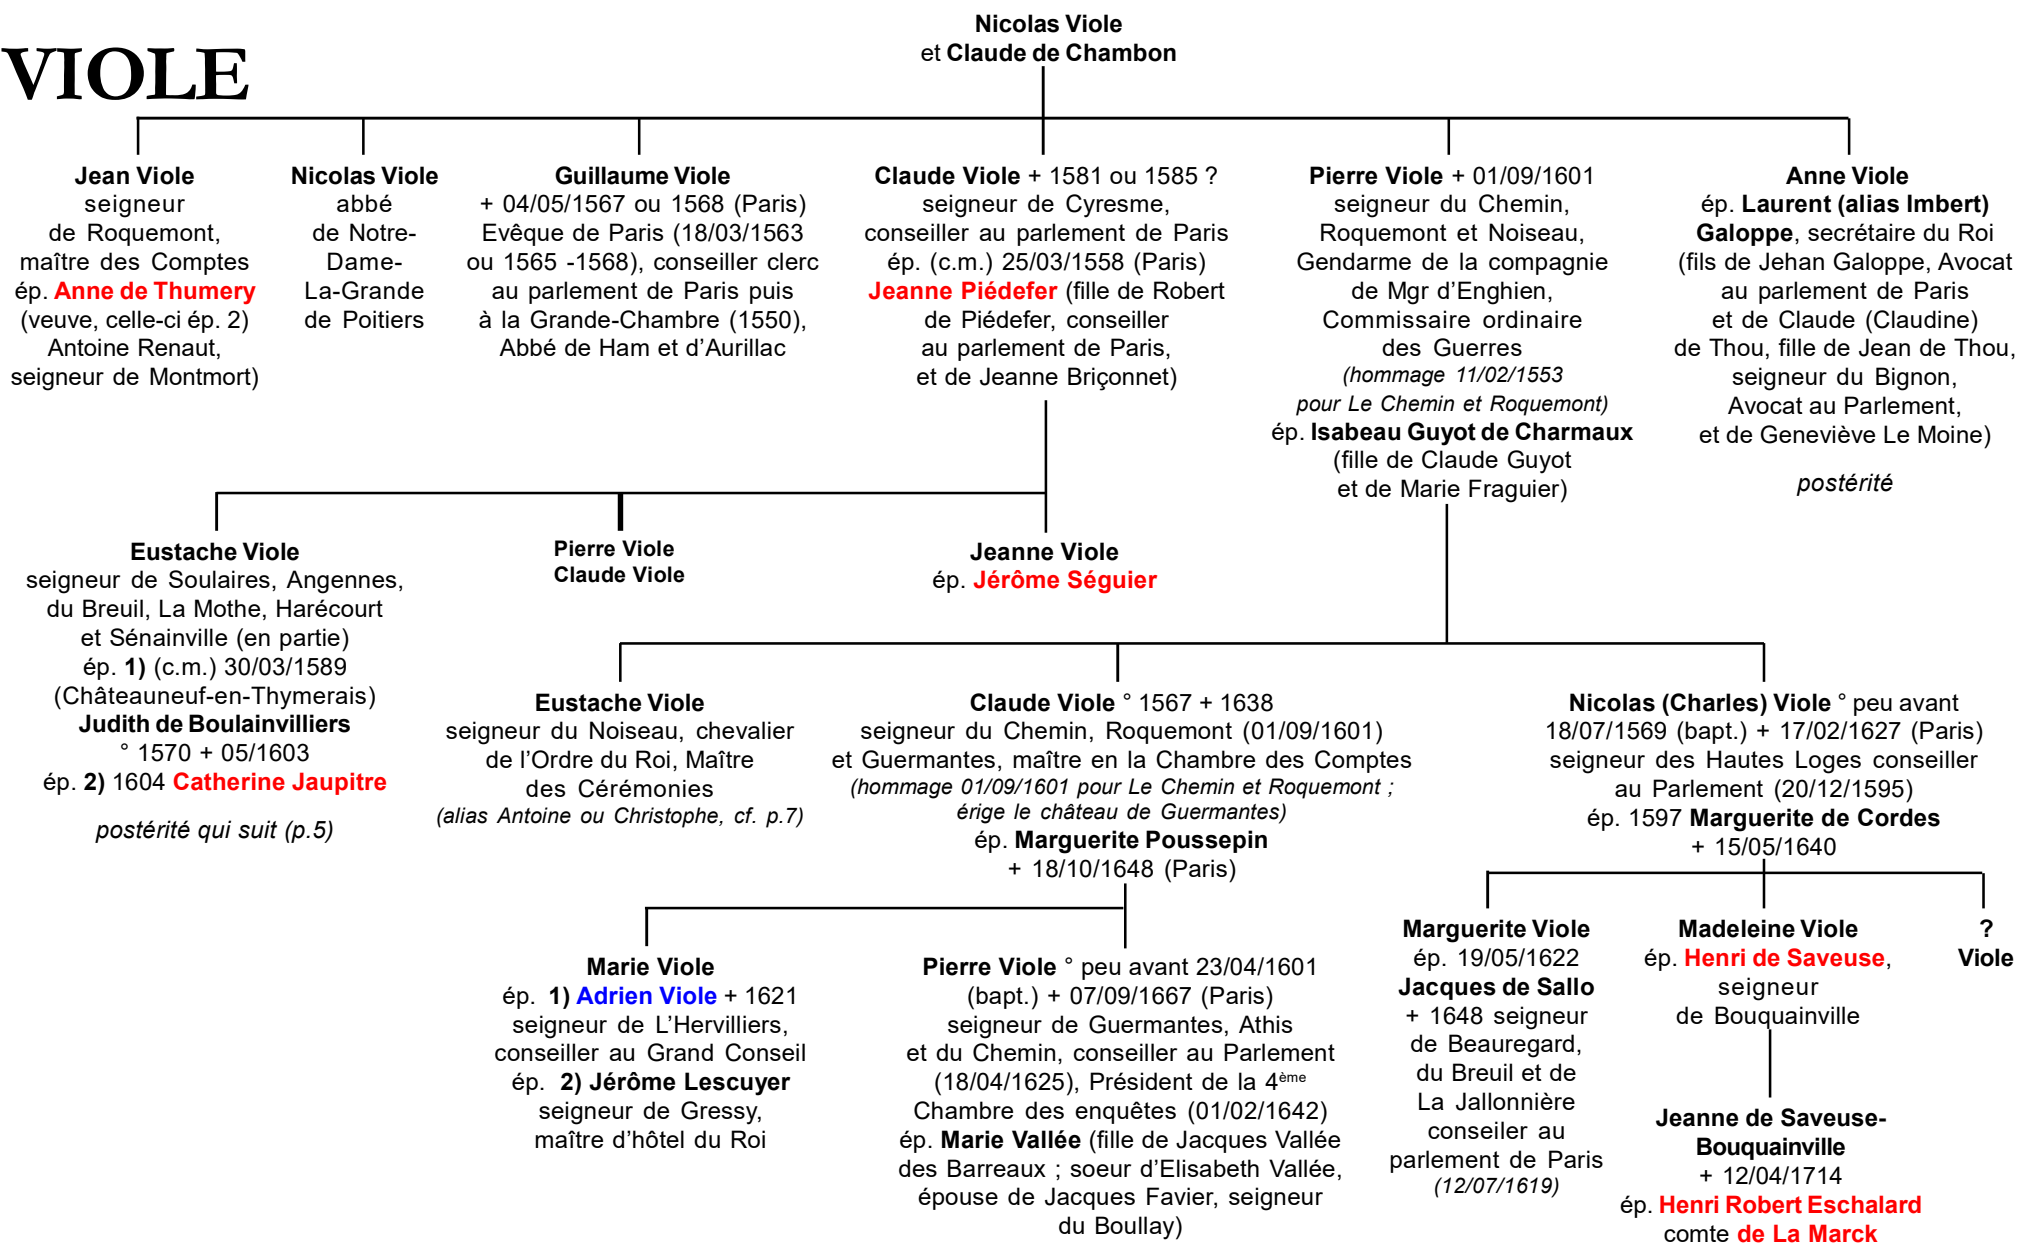 VIOLE
Nicolas Viole
et Claude de Chambon
Jean Viole
seigneur
de Roquemont,
maître des Comptes
ép. Anne de Thumery
(veuve, celle-ci ép. 2)
Antoine Renaut,
seigneur de Montmort)
Nicolas Viole
abbé
de Notre-
Dame-
La-Grande
de Poitiers
Guillaume Viole
+ 04/05/1567 ou 1568 (Paris)
Evêque de Paris (18/03/1563
ou 1565 -1568), conseiller clerc
au parlement de Paris puis
à la Grande-Chambre (1550),
Abbé de Ham et d’Aurillac
Claude Viole + 1581 ou 1585 ?
seigneur de Cyresme,
conseiller au parlement de Paris
ép. (c.m.) 25/03/1558 (Paris)
Jeanne Piédefer (fille de Robert
de Piédefer, conseiller
au parlement de Paris,
et de Jeanne Briçonnet)
Pierre Viole + 01/09/1601
seigneur du Chemin,
Roquemont et Noiseau,
Gendarme de la compagnie
de Mgr d’Enghien,
Commissaire ordinaire
des Guerres
(hommage 11/02/1553
pour Le Chemin et Roquemont)
ép. Isabeau Guyot de Charmaux
(fille de Claude Guyot
et de Marie Fraguier)
Anne Viole
ép. Laurent (alias Imbert)
Galoppe, secrétaire du Roi
(fils de Jehan Galoppe, Avocat
au parlement de Paris
et de Claude (Claudine)
de Thou, fille de Jean de Thou,
seigneur du Bignon,
Avocat au Parlement,
et de Geneviève Le Moine)
postérité
Eustache Viole
seigneur de Soulaires, Angennes,
du Breuil, La Mothe, Harécourt
et Sénainville (en partie)
ép. 1) (c.m.) 30/03/1589
(Châteauneuf-en-Thymerais)
Judith de Boulainvilliers
° 1570 + 05/1603
ép. 2) 1604 Catherine Jaupitre
postérité qui suit (p.5)
Pierre Viole
Claude Viole
Jeanne Viole
ép. Jérôme Séguier
Eustache Viole
seigneur du Noiseau, chevalier
de l’Ordre du Roi, Maître
des Cérémonies
(alias Antoine ou Christophe, cf. p.7)
Claude Viole ° 1567 + 1638
seigneur du Chemin, Roquemont (01/09/1601)
et Guermantes, maître en la Chambre des Comptes
(hommage 01/09/1601 pour Le Chemin et Roquemont ;
érige le château de Guermantes)
ép. Marguerite Poussepin
+ 18/10/1648 (Paris)
Nicolas (Charles) Viole ° peu avant
18/07/1569 (bapt.) + 17/02/1627 (Paris)
seigneur des Hautes Loges conseiller
au Parlement (20/12/1595)
ép. 1597 Marguerite de Cordes
+ 15/05/1640
Marie Viole
ép. 1) Adrien Viole + 1621
seigneur de L’Hervilliers,
conseiller au Grand Conseil
ép. 2) Jérôme Lescuyer
seigneur de Gressy,
maître d’hôtel du Roi
Pierre Viole ° peu avant 23/04/1601
(bapt.) + 07/09/1667 (Paris)
seigneur de Guermantes, Athis
et du Chemin, conseiller au Parlement
(18/04/1625), Président de la 4ème
Chambre des enquêtes (01/02/1642)
ép. Marie Vallée (fille de Jacques Vallée
des Barreaux ; soeur d’Elisabeth Vallée,
épouse de Jacques Favier, seigneur
du Boullay)
Marguerite Viole
ép. 19/05/1622
Jacques de Sallo
+ 1648 seigneur
de Beauregard,
du Breuil et de
La Jallonnière
conseiler au
parlement de Paris
(12/07/1619)
Madeleine Viole
ép. Henri de Saveuse,
seigneur
de Bouquainville
?
Viole
Jeanne de Saveuse-
Bouquainville
+ 12/04/1714
ép. Henri Robert Eschalard
comte de La Marck